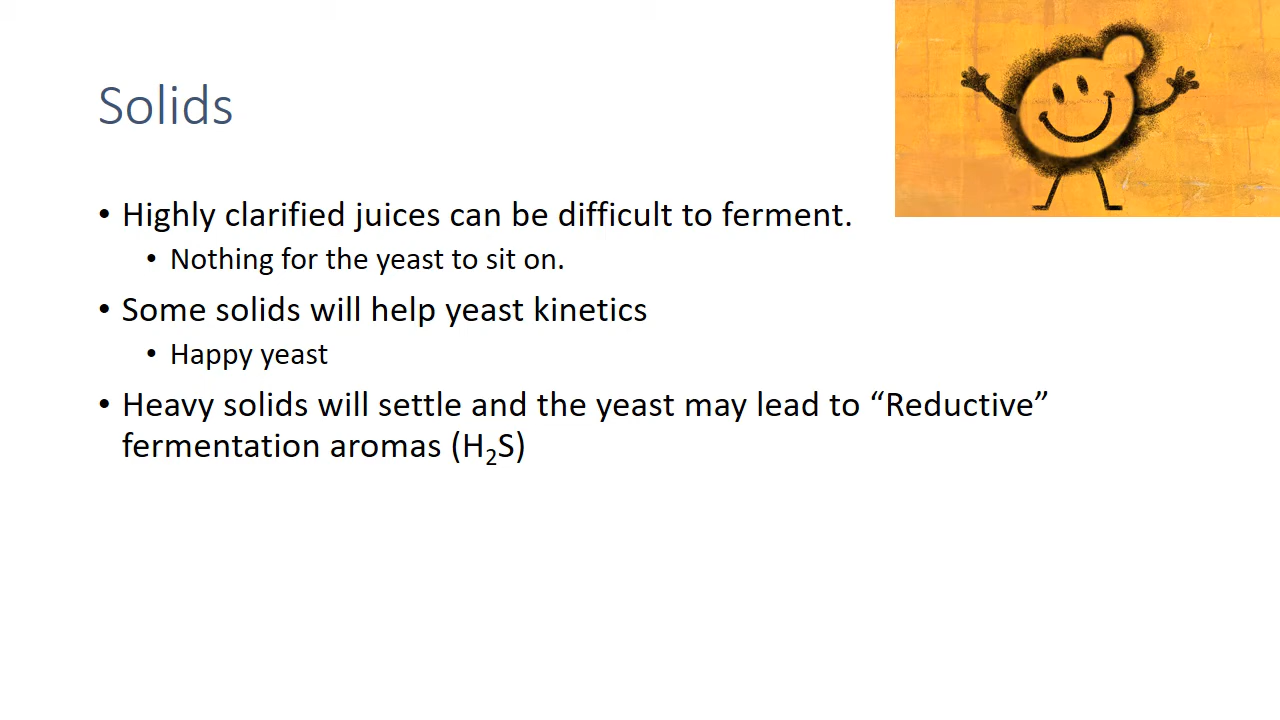 Solids
• Highly clarified juices can be difficult to ferment.
• Nothing for the yeast to sit on.
• Some solids will help yeast kinetics
• Happy yeast
• Heavy solids will settle and the yeast may lead to “Reductive”
fermentation aromas (H₂S)